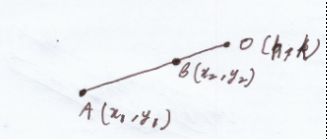 O (h, k)
B (x₂, y₂)
A (x₁, y₁)